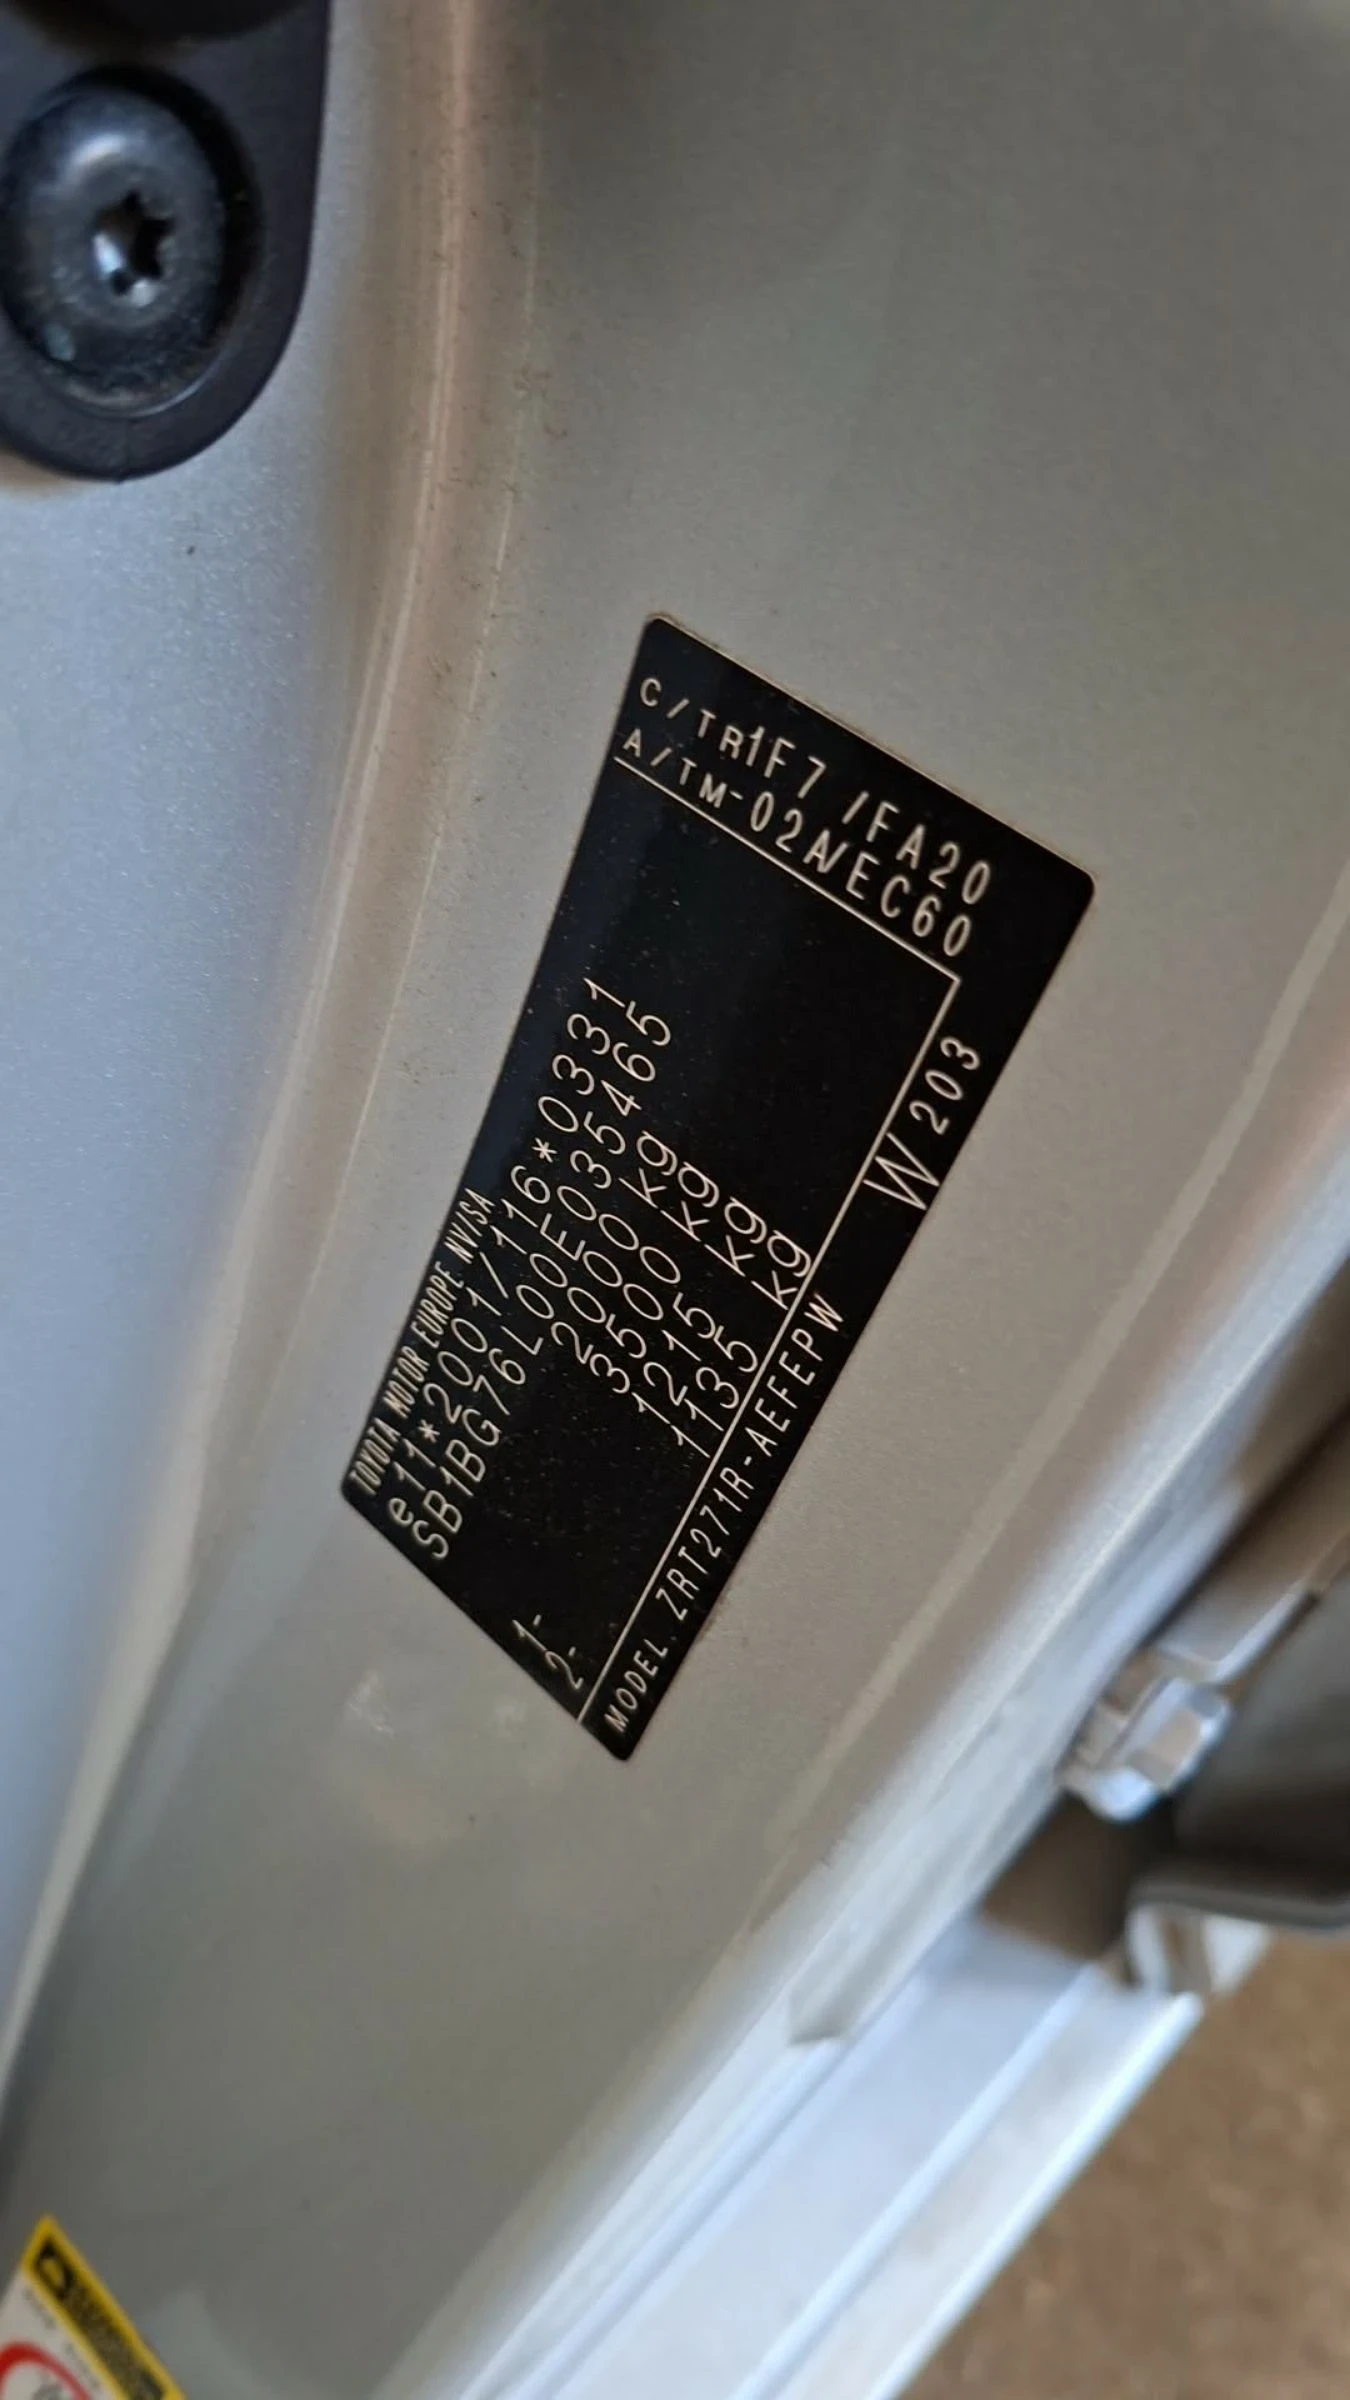 TOYOTA MOTOR EUROPE NV/SA
e11*2001/116*0331
SB1BG76L00E035465
2000 kg
3500 kg
1- 1215 kg
2- 1135 kg
MODEL ZRT271R-AEFEPW W203
C/TR1F7 /FA20
A/TM-02A/EC60